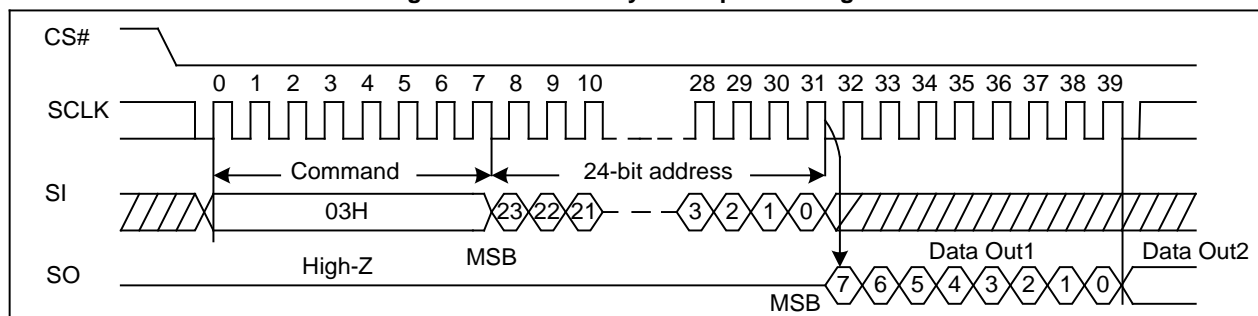 CS#
0 1 2 3 4 5 6 7 8 9 10 28 29 30 31 32 33 34 35 36 37 38 39
SCLK
Command 24-bit address
SI
03H 23 22 21 3 2 1 0
High-Z MSB Data Out1 Data Out2
SO
MSB 7 6 5 4 3 2 1 0